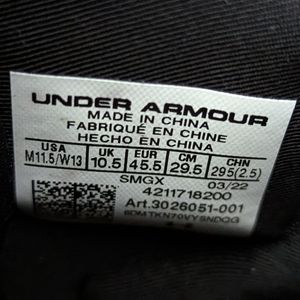 UNDER ARMOUR
MADE IN CHINA
FABRIQUÉ EN CHINE
HECHO EN CHINA
USA UK EUR CM CHN
M11.5/W13 10.5 45.5 29.5 295(2.5)
SMGX 03/22
4211718200
Art.3026051-001
6DMTKN70VYSNDQG